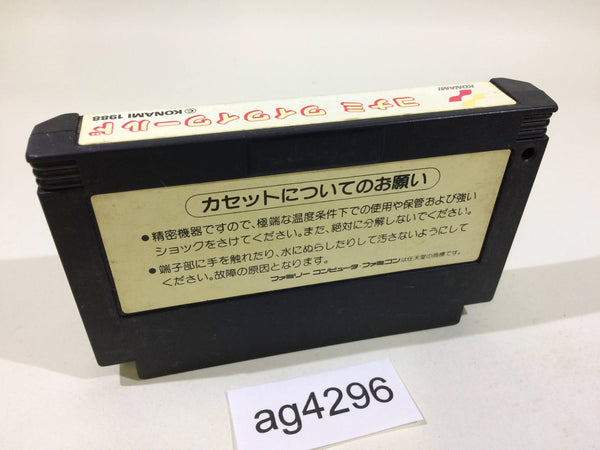 KONAMI
コナミ ワイワイワールド
© KONAMI 1988
カセットについてのお願い
●精密機器ですので、極端な温度条件下での使用や保管および強い
ショックをさけてください。また、絶対に分解しないでください。
●端子部に手を触れたり、水にぬらしたりして汚さないようにして
ください。故障の原因となります。
ファミリー コンピュータ・ファミコンは任天堂の商標です。
ag4296